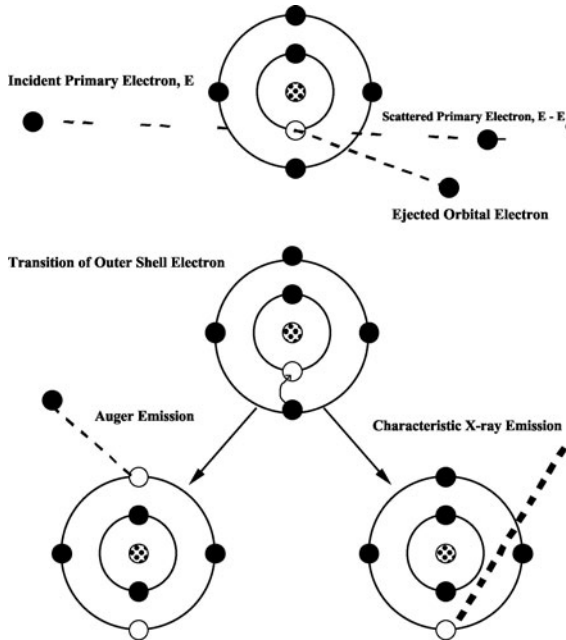 Incident Primary Electron, E
Scattered Primary Electron, E - E
Ejected Orbital Electron
Transition of Outer Shell Electron
Auger Emission
Characteristic X-ray Emission